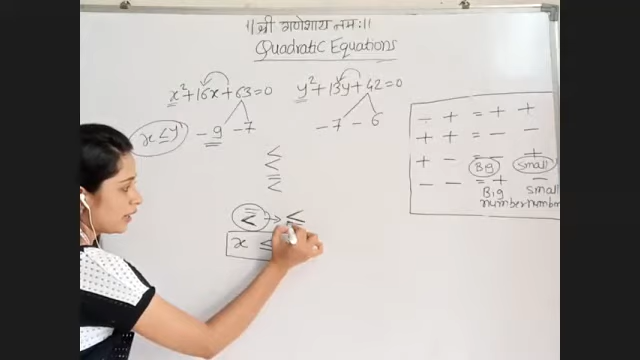 ||श्री गणेशाय नमः||
Quadratic Equations
x²+16x+63=0
y²+13y+42=0
-9 -7
-7 -6
x≤y
<
<
=
<
x ≤
÷ + = + +
+ + = - -
+ - = - +
Big Small
- - = + -
Big Small
number number